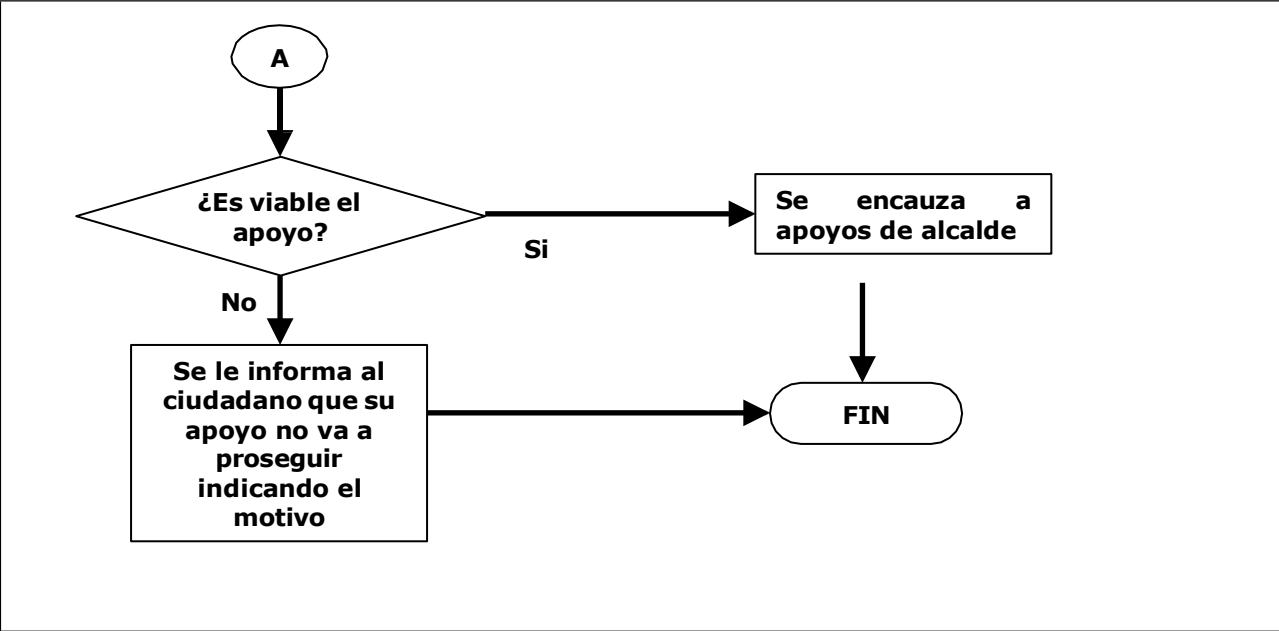 A
¿Es viable el
apoyo?
Si
Se encauza a
apoyos de alcalde
No
Se le informa al
ciudadano que su
apoyo no va a
proseguir
indicando el
motivo
FIN